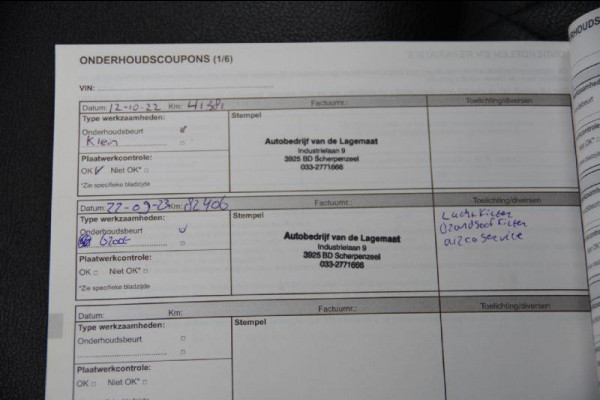 ONDERHOUDSCOUPONS (1/6)
VIN:
Datum: 12-10-22 Km: 41381
Factuurnr.:
Toelichting/diversen
Type werkzaamheden:
Onderhoudsbeurt
Klein
Plaatwerkcontrole:
OK Niet OK*
*Zie specifieke bladzijde
Stempel
Autobedrijf van de Lagemaat
Industrielaan 9
3925 BD Scherpenzeel
033-2771666
Datum: 22-09-23 Km: 82406
Factuurnr.:
Toelichting/diversen
Type werkzaamheden:
Onderhoudsbeurt
Groot
Plaatwerkcontrole:
OK Niet OK*
*Zie specifieke bladzijde
Stempel
Autobedrijf van de Lagemaat
Industrielaan 9
3925 BD Scherpenzeel
033-2771666
Luchtfilter
Brandstoffilter
airco service
Datum: Km:
Factuurnr.:
Toelichting/diversen
Type werkzaamheden:
Onderhoudsbeurt
Plaatwerkcontrole:
OK Niet OK*
Stempel